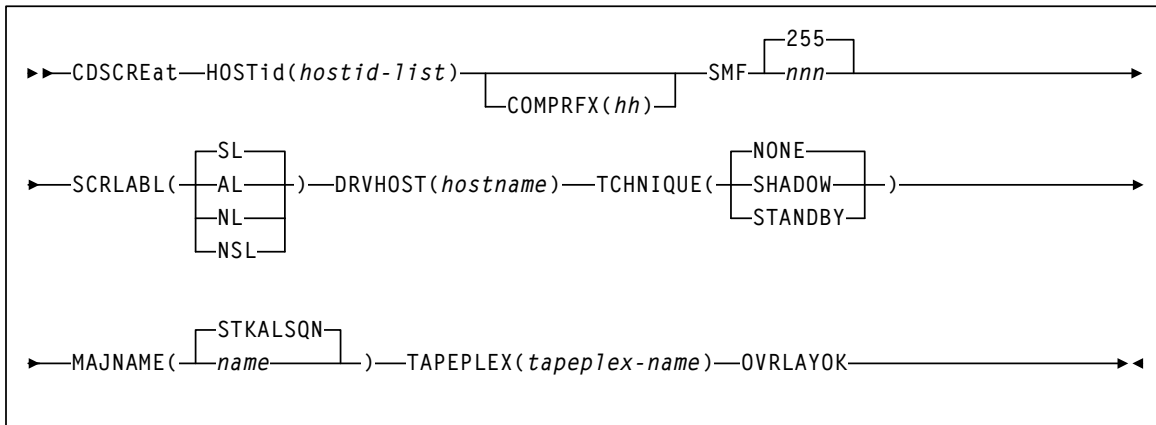 255
CDSCREat HOSTid(hostid-list) SMF nnn
COMPRFX(hh)
SL NONE
SCRLABL( AL ) DRVHOST(hostname) TCHNIQUE( SHADOW )
NL STANDBY
NSL
STKALSQN
MAJNAME( name ) TAPEPLEX(tapeplex-name) OVRLAYOK